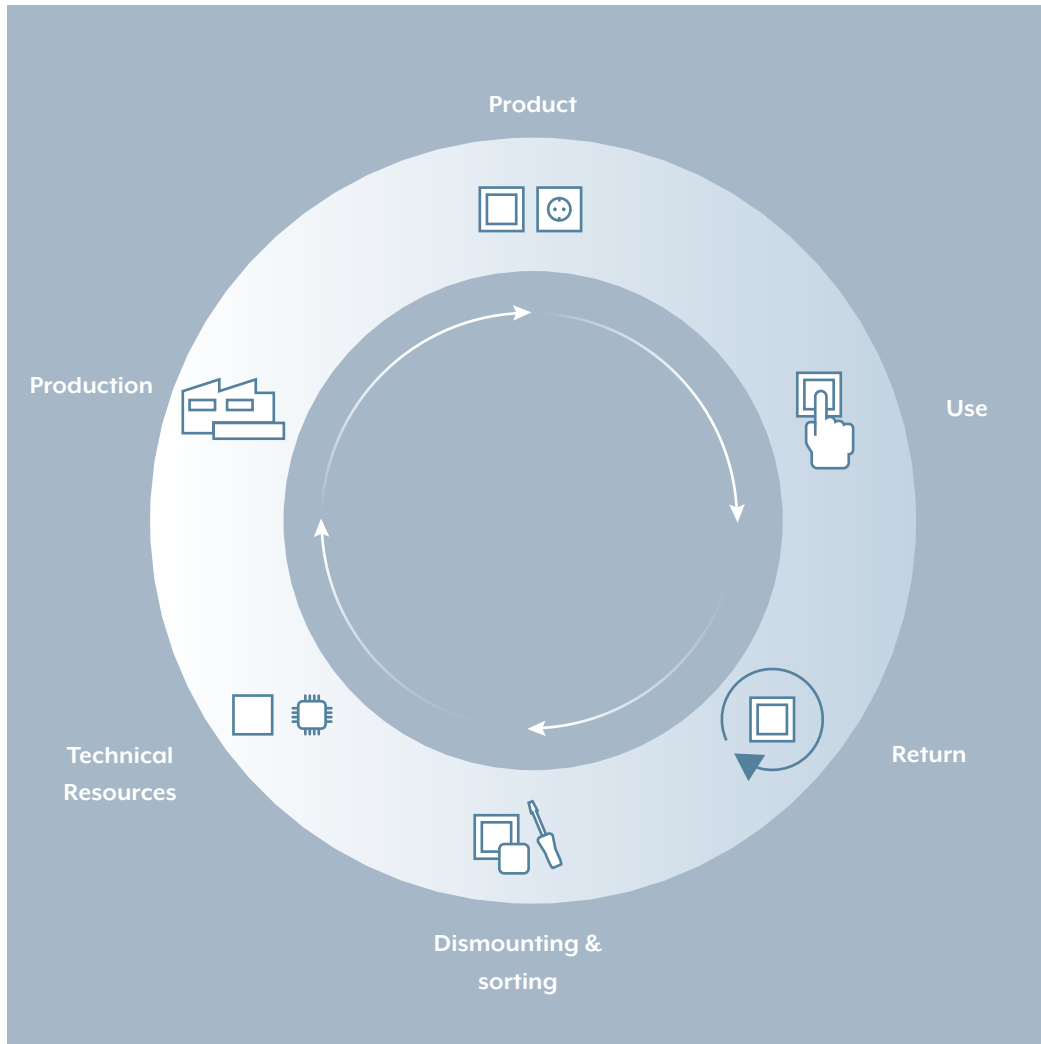 Product
Production
Use
Technical
Resources
Return
Dismounting &
sorting